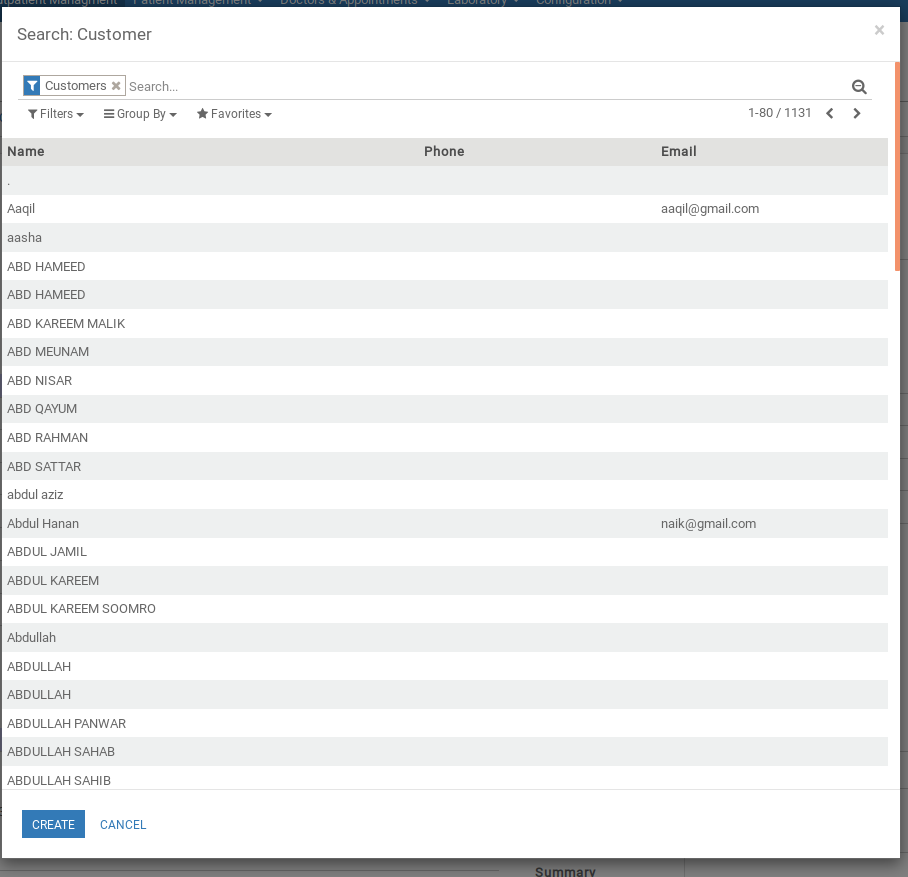 Outpatient Managment Patient Management Doctors & Appointments Laboratory Configuration
Search: Customer ×
Customers Search...
Filters Group By Favorites 1-80 / 1131
Name Phone Email
.
Aaqil aaqil@gmail.com
aasha
ABD HAMEED
ABD HAMEED
ABD KAREEM MALIK
ABD MEUNAM
ABD NISAR
ABD QAYUM
ABD RAHMAN
ABD SATTAR
abdul aziz
Abdul Hanan naik@gmail.com
ABDUL JAMIL
ABDUL KAREEM
ABDUL KAREEM SOOMRO
Abdullah
ABDULLAH
ABDULLAH
ABDULLAH PANWAR
ABDULLAH SAHAB
ABDULLAH SAHIB
CREATE CANCEL
Summary